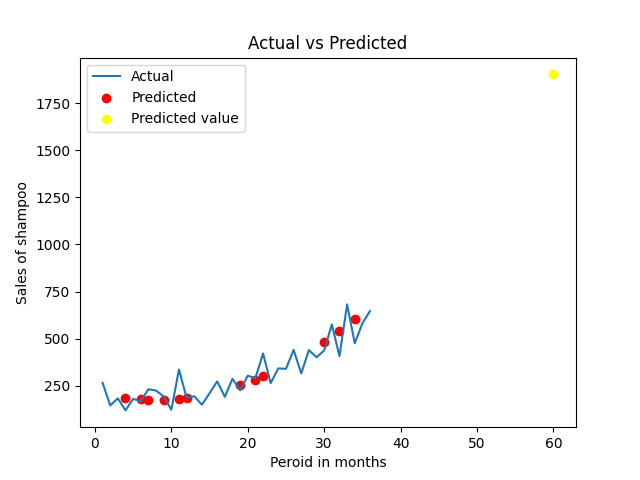 Actual vs Predicted
Actual
Predicted
Predicted value
1750
1500
1250
1000
750
500
250
Sales of shampoo
0 10 20 30 40 50 60
Peroid in months